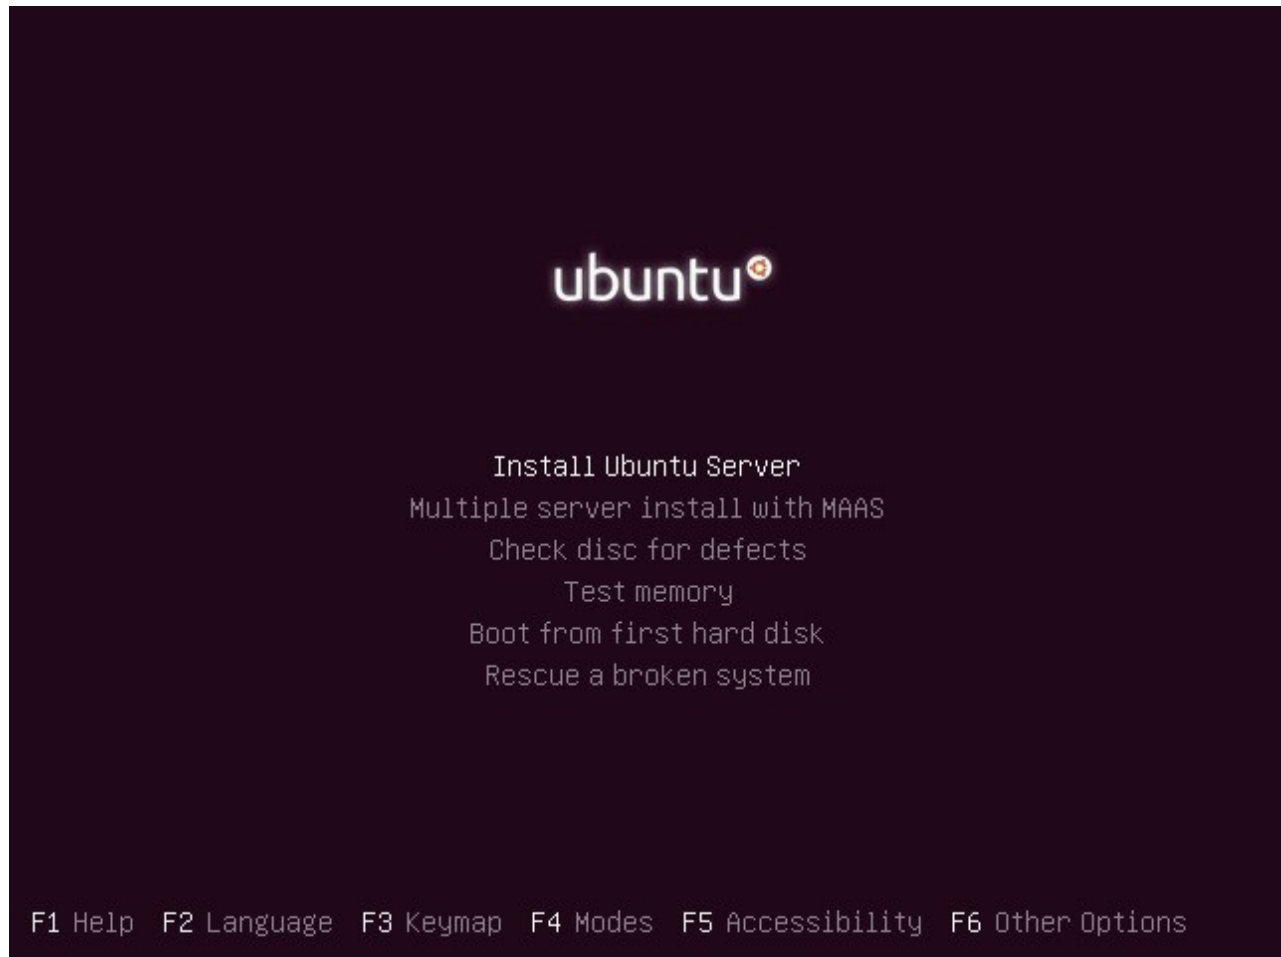 ubuntu
Install Ubuntu Server
Multiple server install with MAAS
Check disc for defects
Test memory
Boot from first hard disk
Rescue a broken system
F1 Help F2 Language F3 Keymap F4 Modes F5 Accessibility F6 Other Options